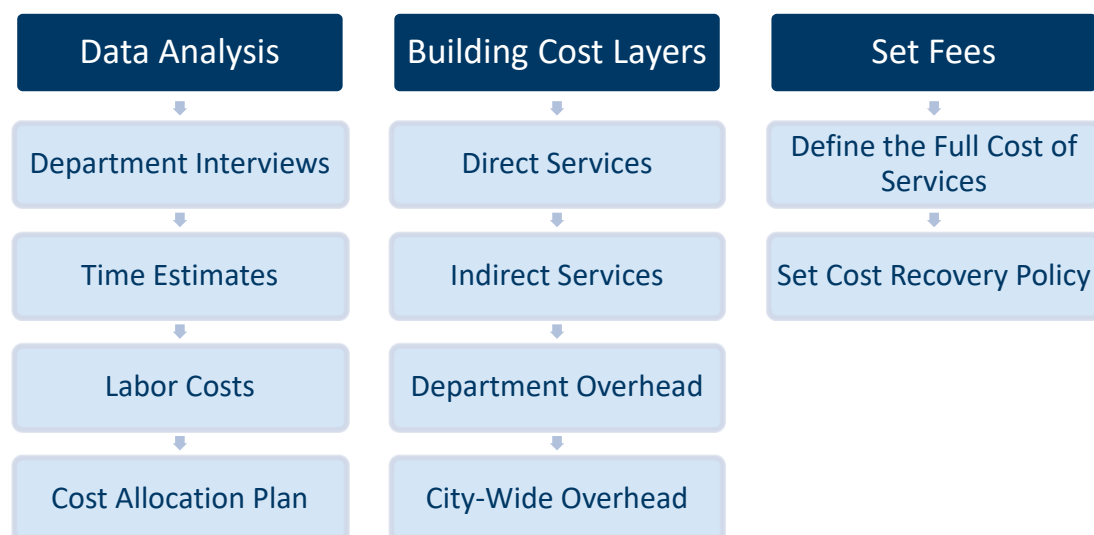 Data Analysis
Department Interviews
Time Estimates
Labor Costs
Cost Allocation Plan
Building Cost Layers
Direct Services
Indirect Services
Department Overhead
City-Wide Overhead
Set Fees
Define the Full Cost of
Services
Set Cost Recovery Policy